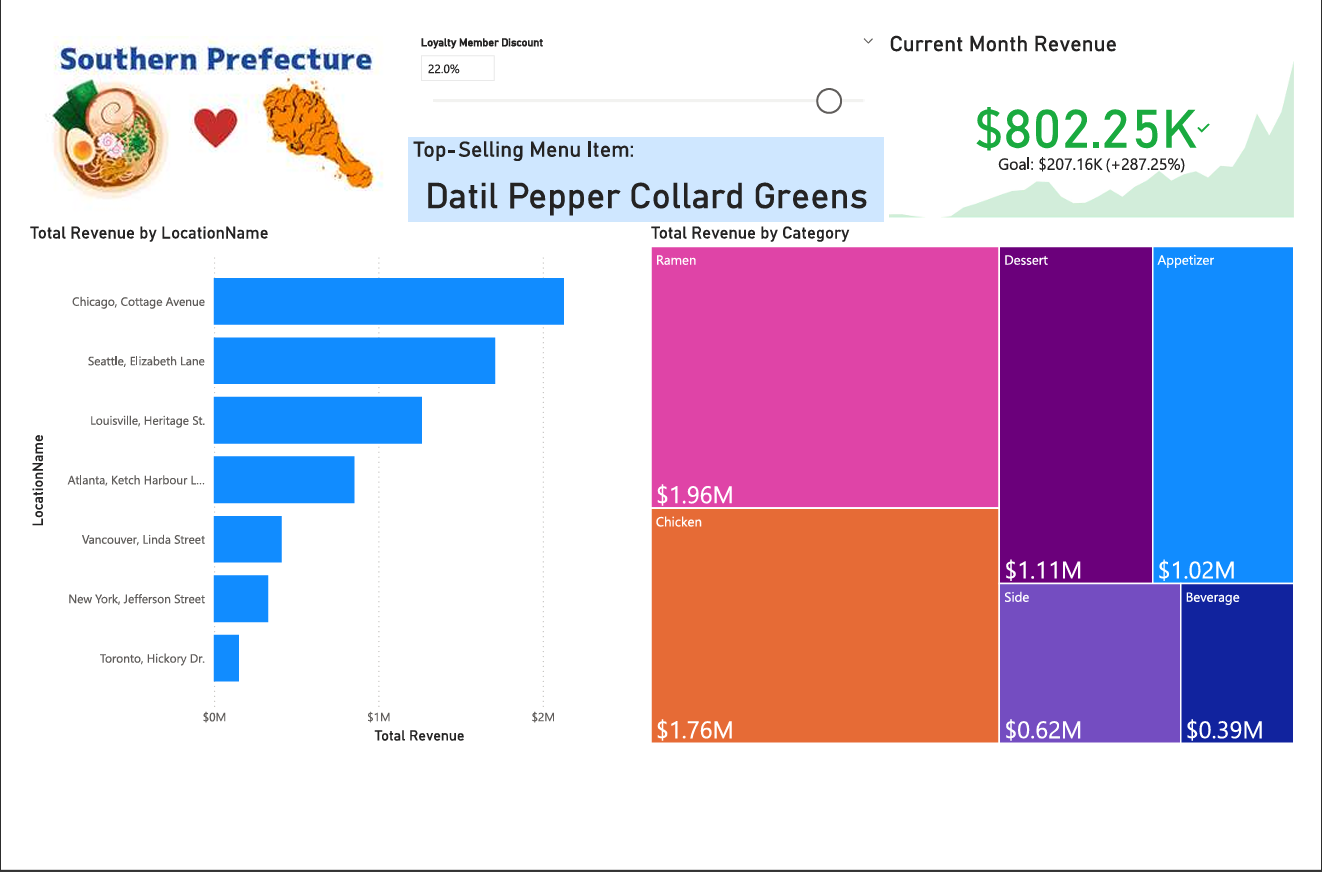 Southern Prefecture
Loyalty Member Discount
22.0%
Top-Selling Menu Item:
Datil Pepper Collard Greens
Current Month Revenue
$802.25K
Goal: $207.16K (+287.25%)
Total Revenue by LocationName
LocationName
Chicago, Cottage Avenue
Seattle, Elizabeth Lane
Louisville, Heritage St.
Atlanta, Ketch Harbour L...
Vancouver, Linda Street
New York, Jefferson Street
Toronto, Hickory Dr.
$0M
$1M
$2M
Total Revenue
Total Revenue by Category
Ramen
$1.96M
Chicken
$1.76M
Dessert
$1.11M
Appetizer
$1.02M
Side
$0.62M
Beverage
$0.39M